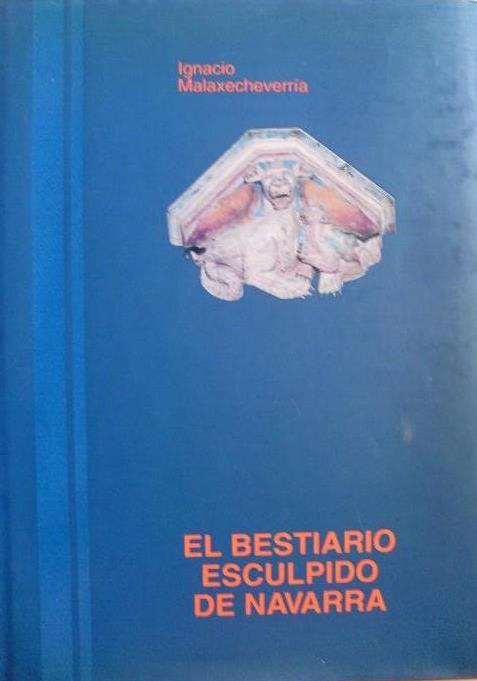 Ignacio
Malaxecheverría
EL BESTIARIO
ESCULPIDO
DE NAVARRA